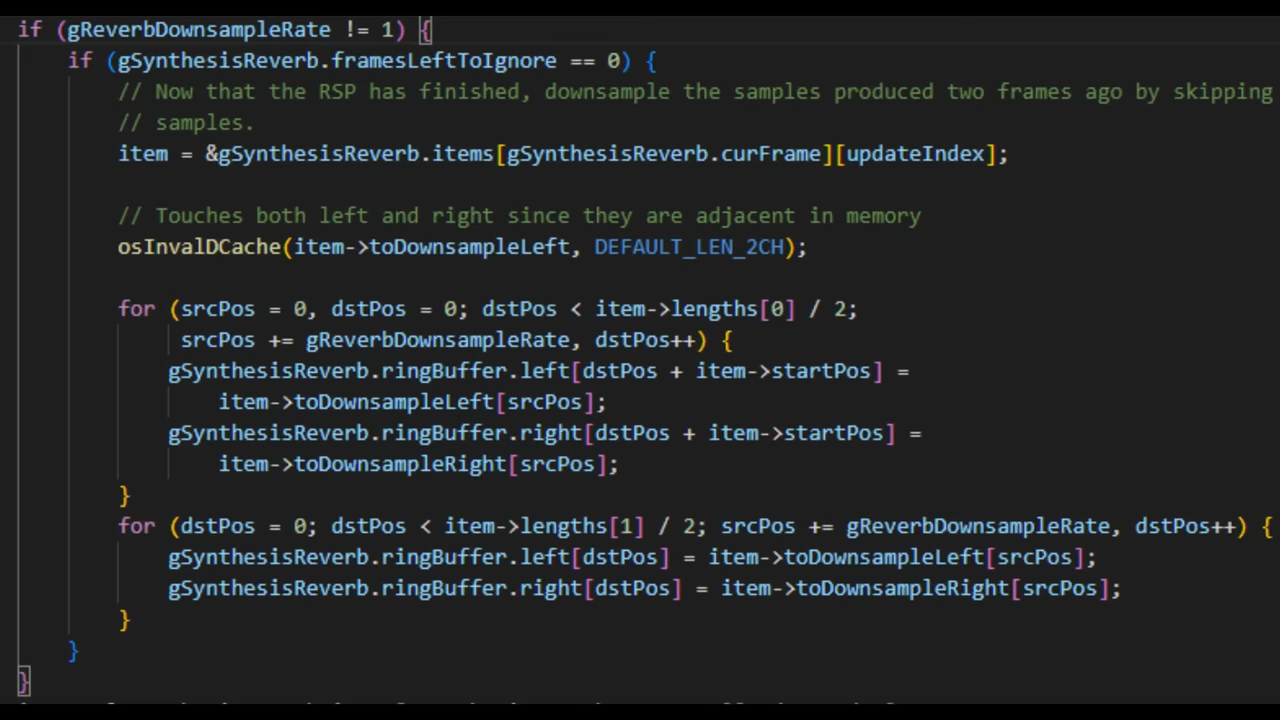 if (gReverbDownsampleRate != 1) {
if (gSynthesisReverb.framesLeftToIgnore == 0) {
// Now that the RSP has finished, downsample the samples produced two frames ago by skipping
// samples.
item = &gSynthesisReverb.items[gSynthesisReverb.curFrame][updateIndex];
// Touches both left and right since they are adjacent in memory
osInvalDCache(item->toDownsampleLeft, DEFAULT_LEN_2CH);
for (srcPos = 0, dstPos = 0; dstPos < item->lengths[0] / 2;
srcPos += gReverbDownsampleRate, dstPos++) {
gSynthesisReverb.ringBuffer.left[dstPos + item->startPos] =
item->toDownsampleLeft[srcPos];
gSynthesisReverb.ringBuffer.right[dstPos + item->startPos] =
item->toDownsampleRight[srcPos];
}
for (dstPos = 0; dstPos < item->lengths[1] / 2; srcPos += gReverbDownsampleRate, dstPos++) {
gSynthesisReverb.ringBuffer.left[dstPos] = item->toDownsampleLeft[srcPos];
gSynthesisReverb.ringBuffer.right[dstPos] = item->toDownsampleRight[srcPos];
}
}
}